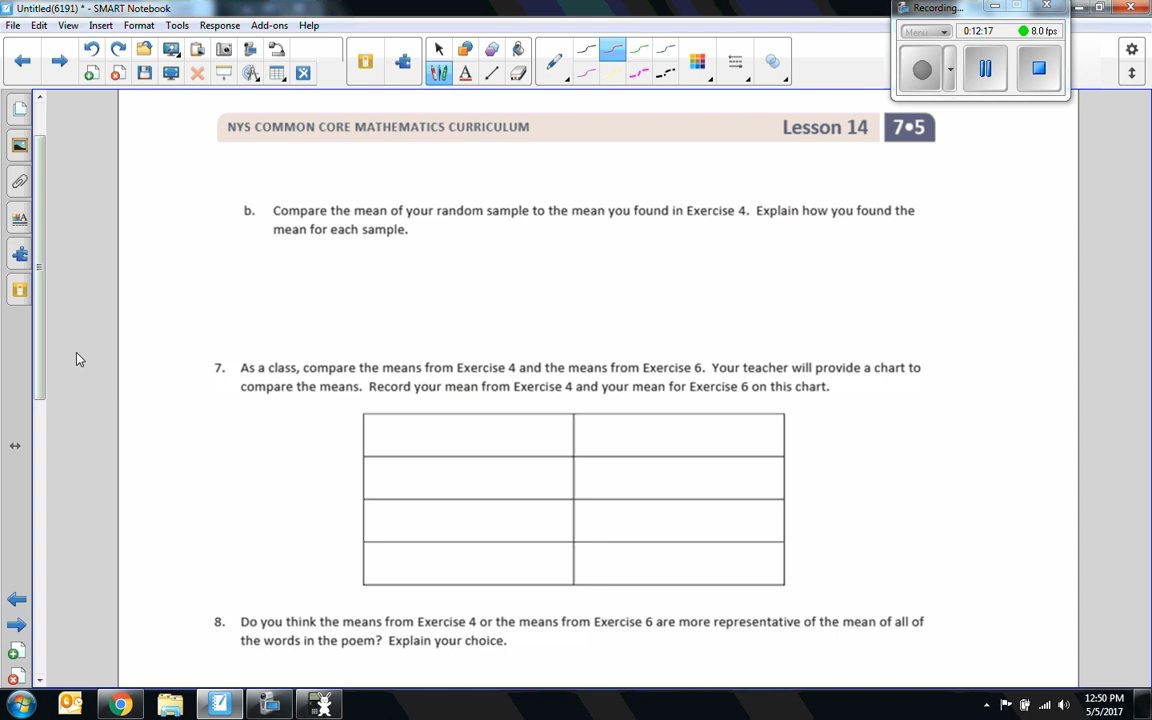 Untitled(6191) * - SMART Notebook
Recording...
File Edit View Insert Format Tools Response Add-ons Help
Menu 0:12:17 8.0 fps
NYS COMMON CORE MATHEMATICS CURRICULUM Lesson 14 7•5
b. Compare the mean of your random sample to the mean you found in Exercise 4. Explain how you found the
mean for each sample.
7. As a class, compare the means from Exercise 4 and the means from Exercise 6. Your teacher will provide a chart to
compare the means. Record your mean from Exercise 4 and your mean for Exercise 6 on this chart.
8. Do you think the means from Exercise 4 or the means from Exercise 6 are more representative of the mean of all of
the words in the poem? Explain your choice.
12:50 PM
5/5/2017